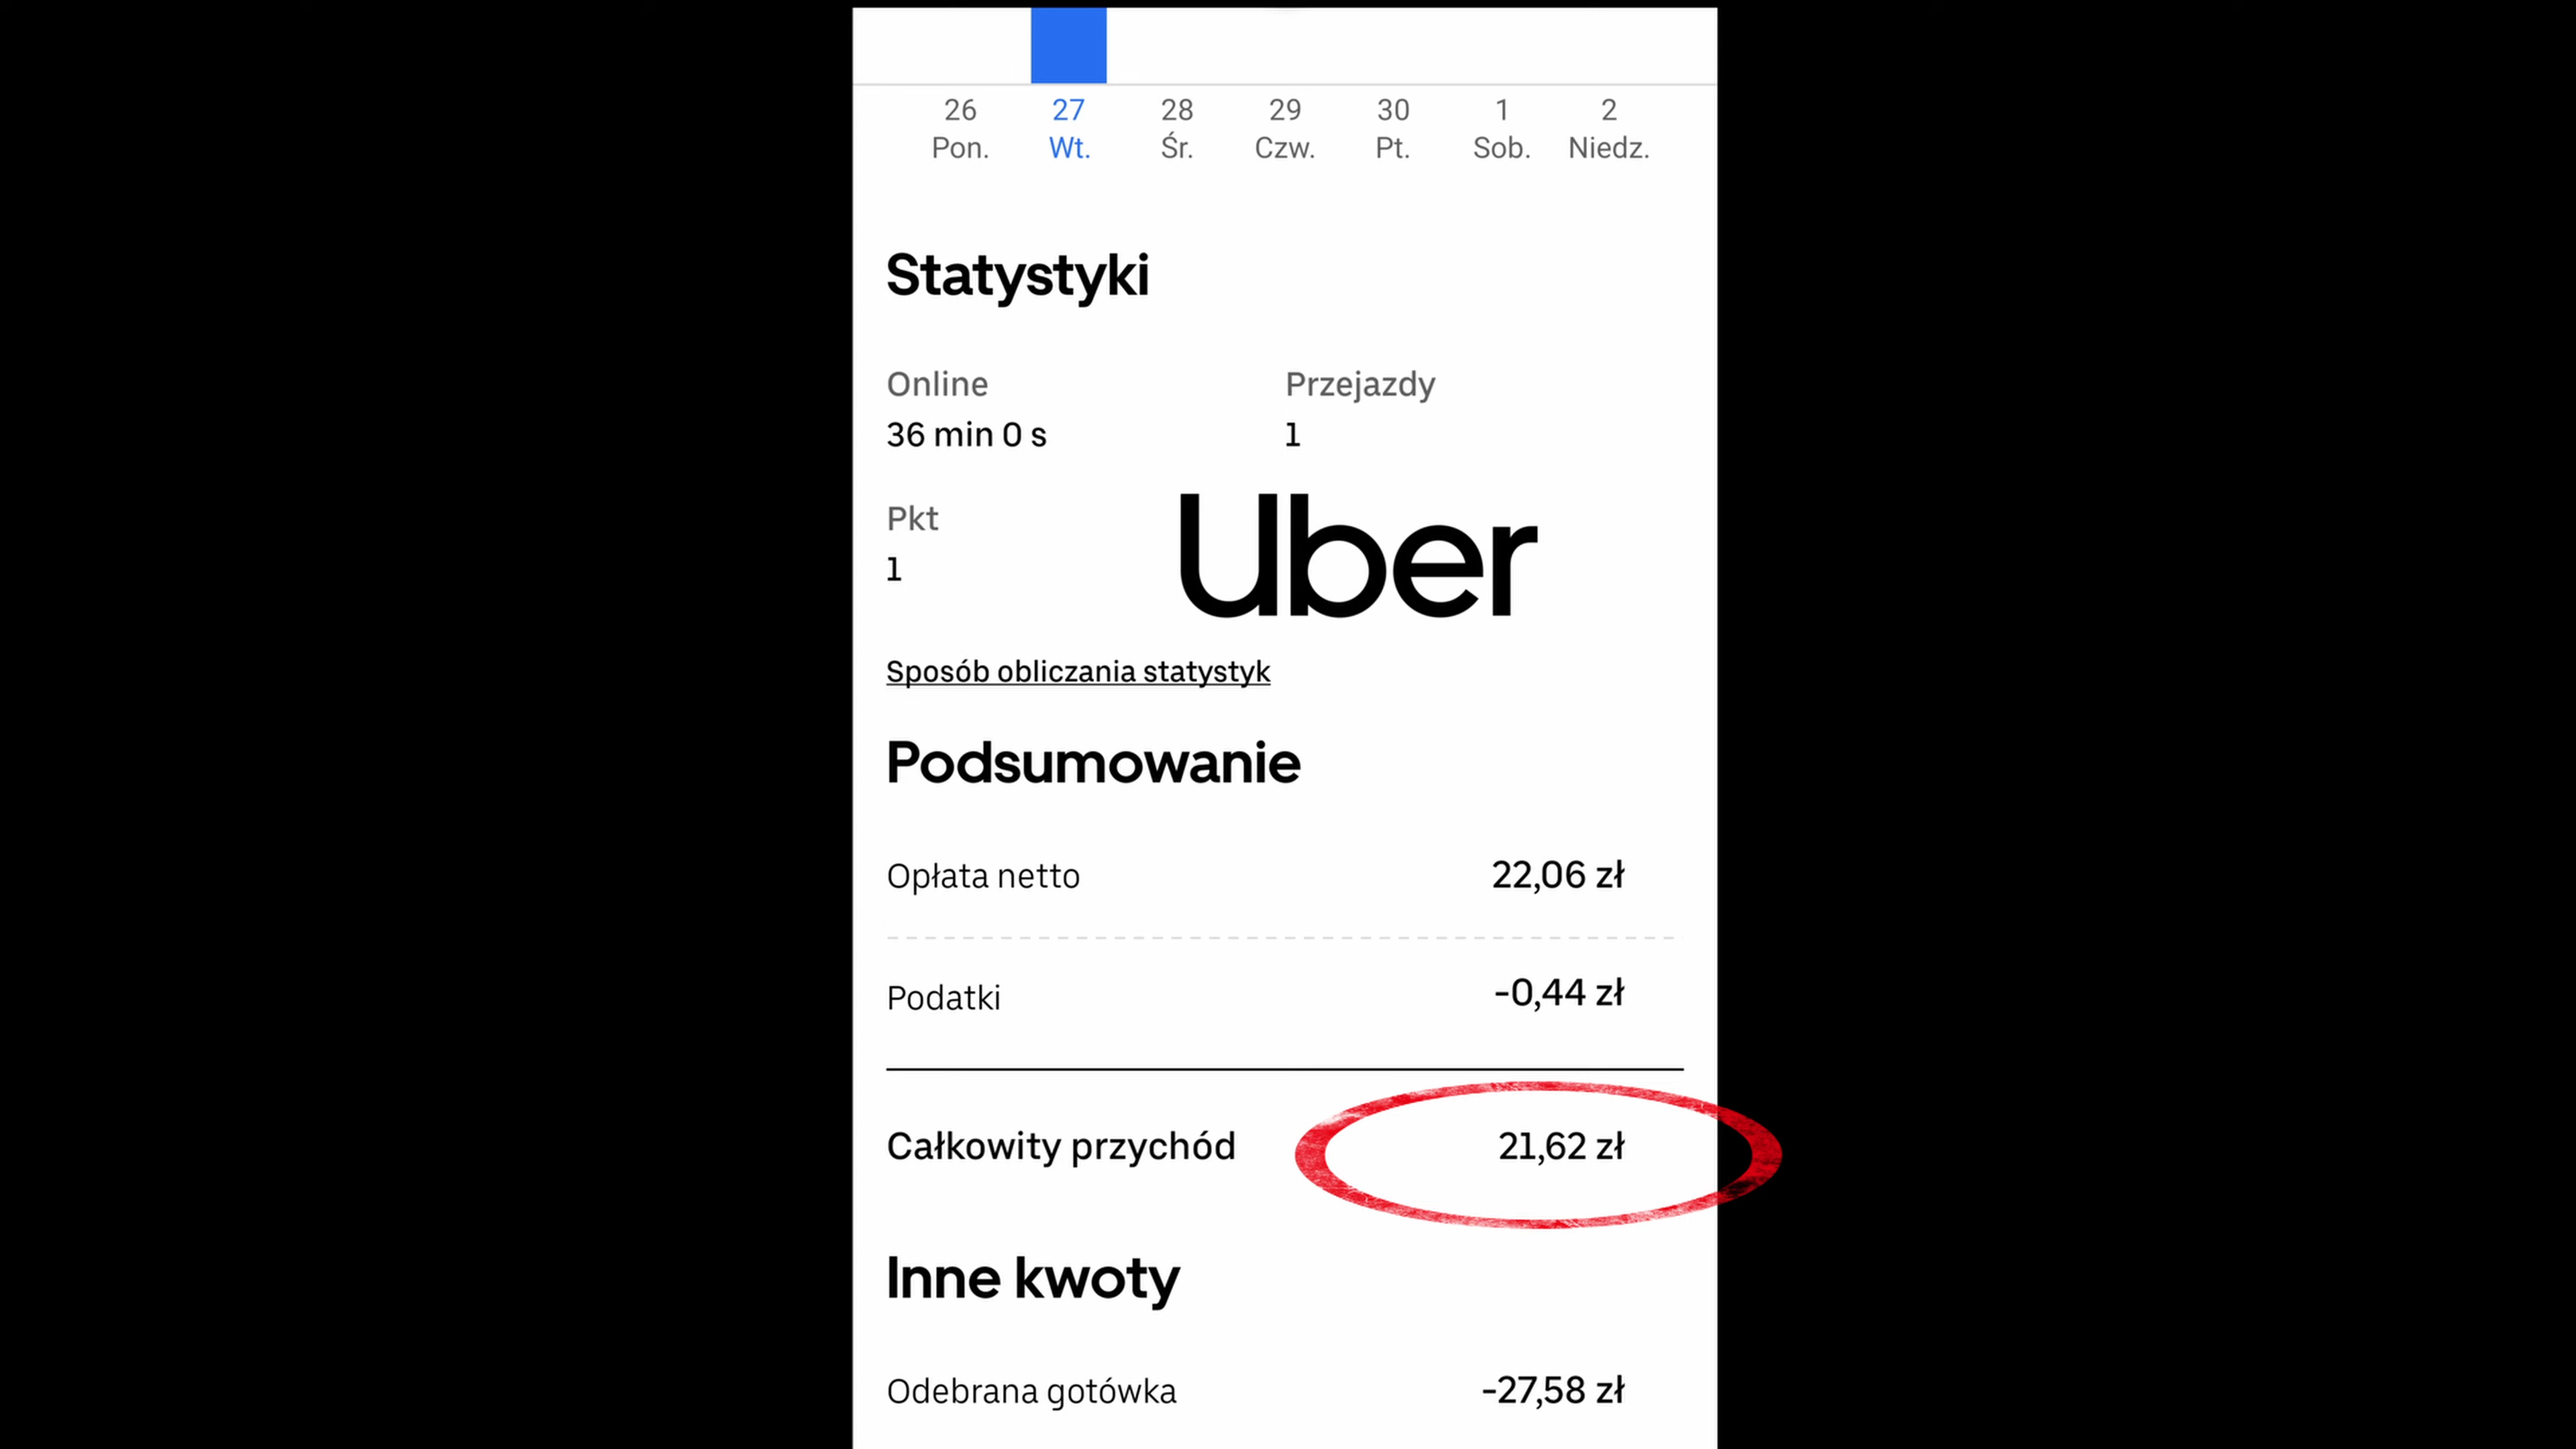 26 27 28 29 30 1 2
Pon. Wt. Śr. Czw. Pt. Sob. Niedz.
Statystyki
Online Przejazdy
36 min 0 s 1
Pkt
1
Uber
Sposób obliczania statystyk
Podsumowanie
Opłata netto 22,06 zł
Podatki -0,44 zł
Całkowity przychód 21,62 zł
Inne kwoty
Odebrana gotówka -27,58 zł